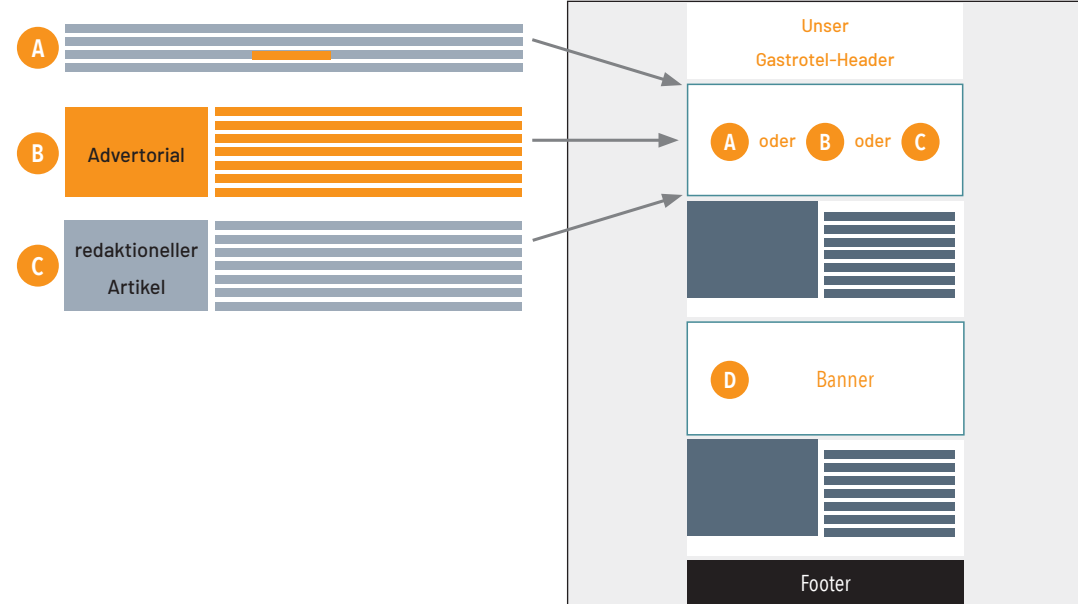 A
B
Advertorial
C
redaktioneller
Artikel
Unser
Gastrotel-Header
A oder B oder C
D Banner
Footer